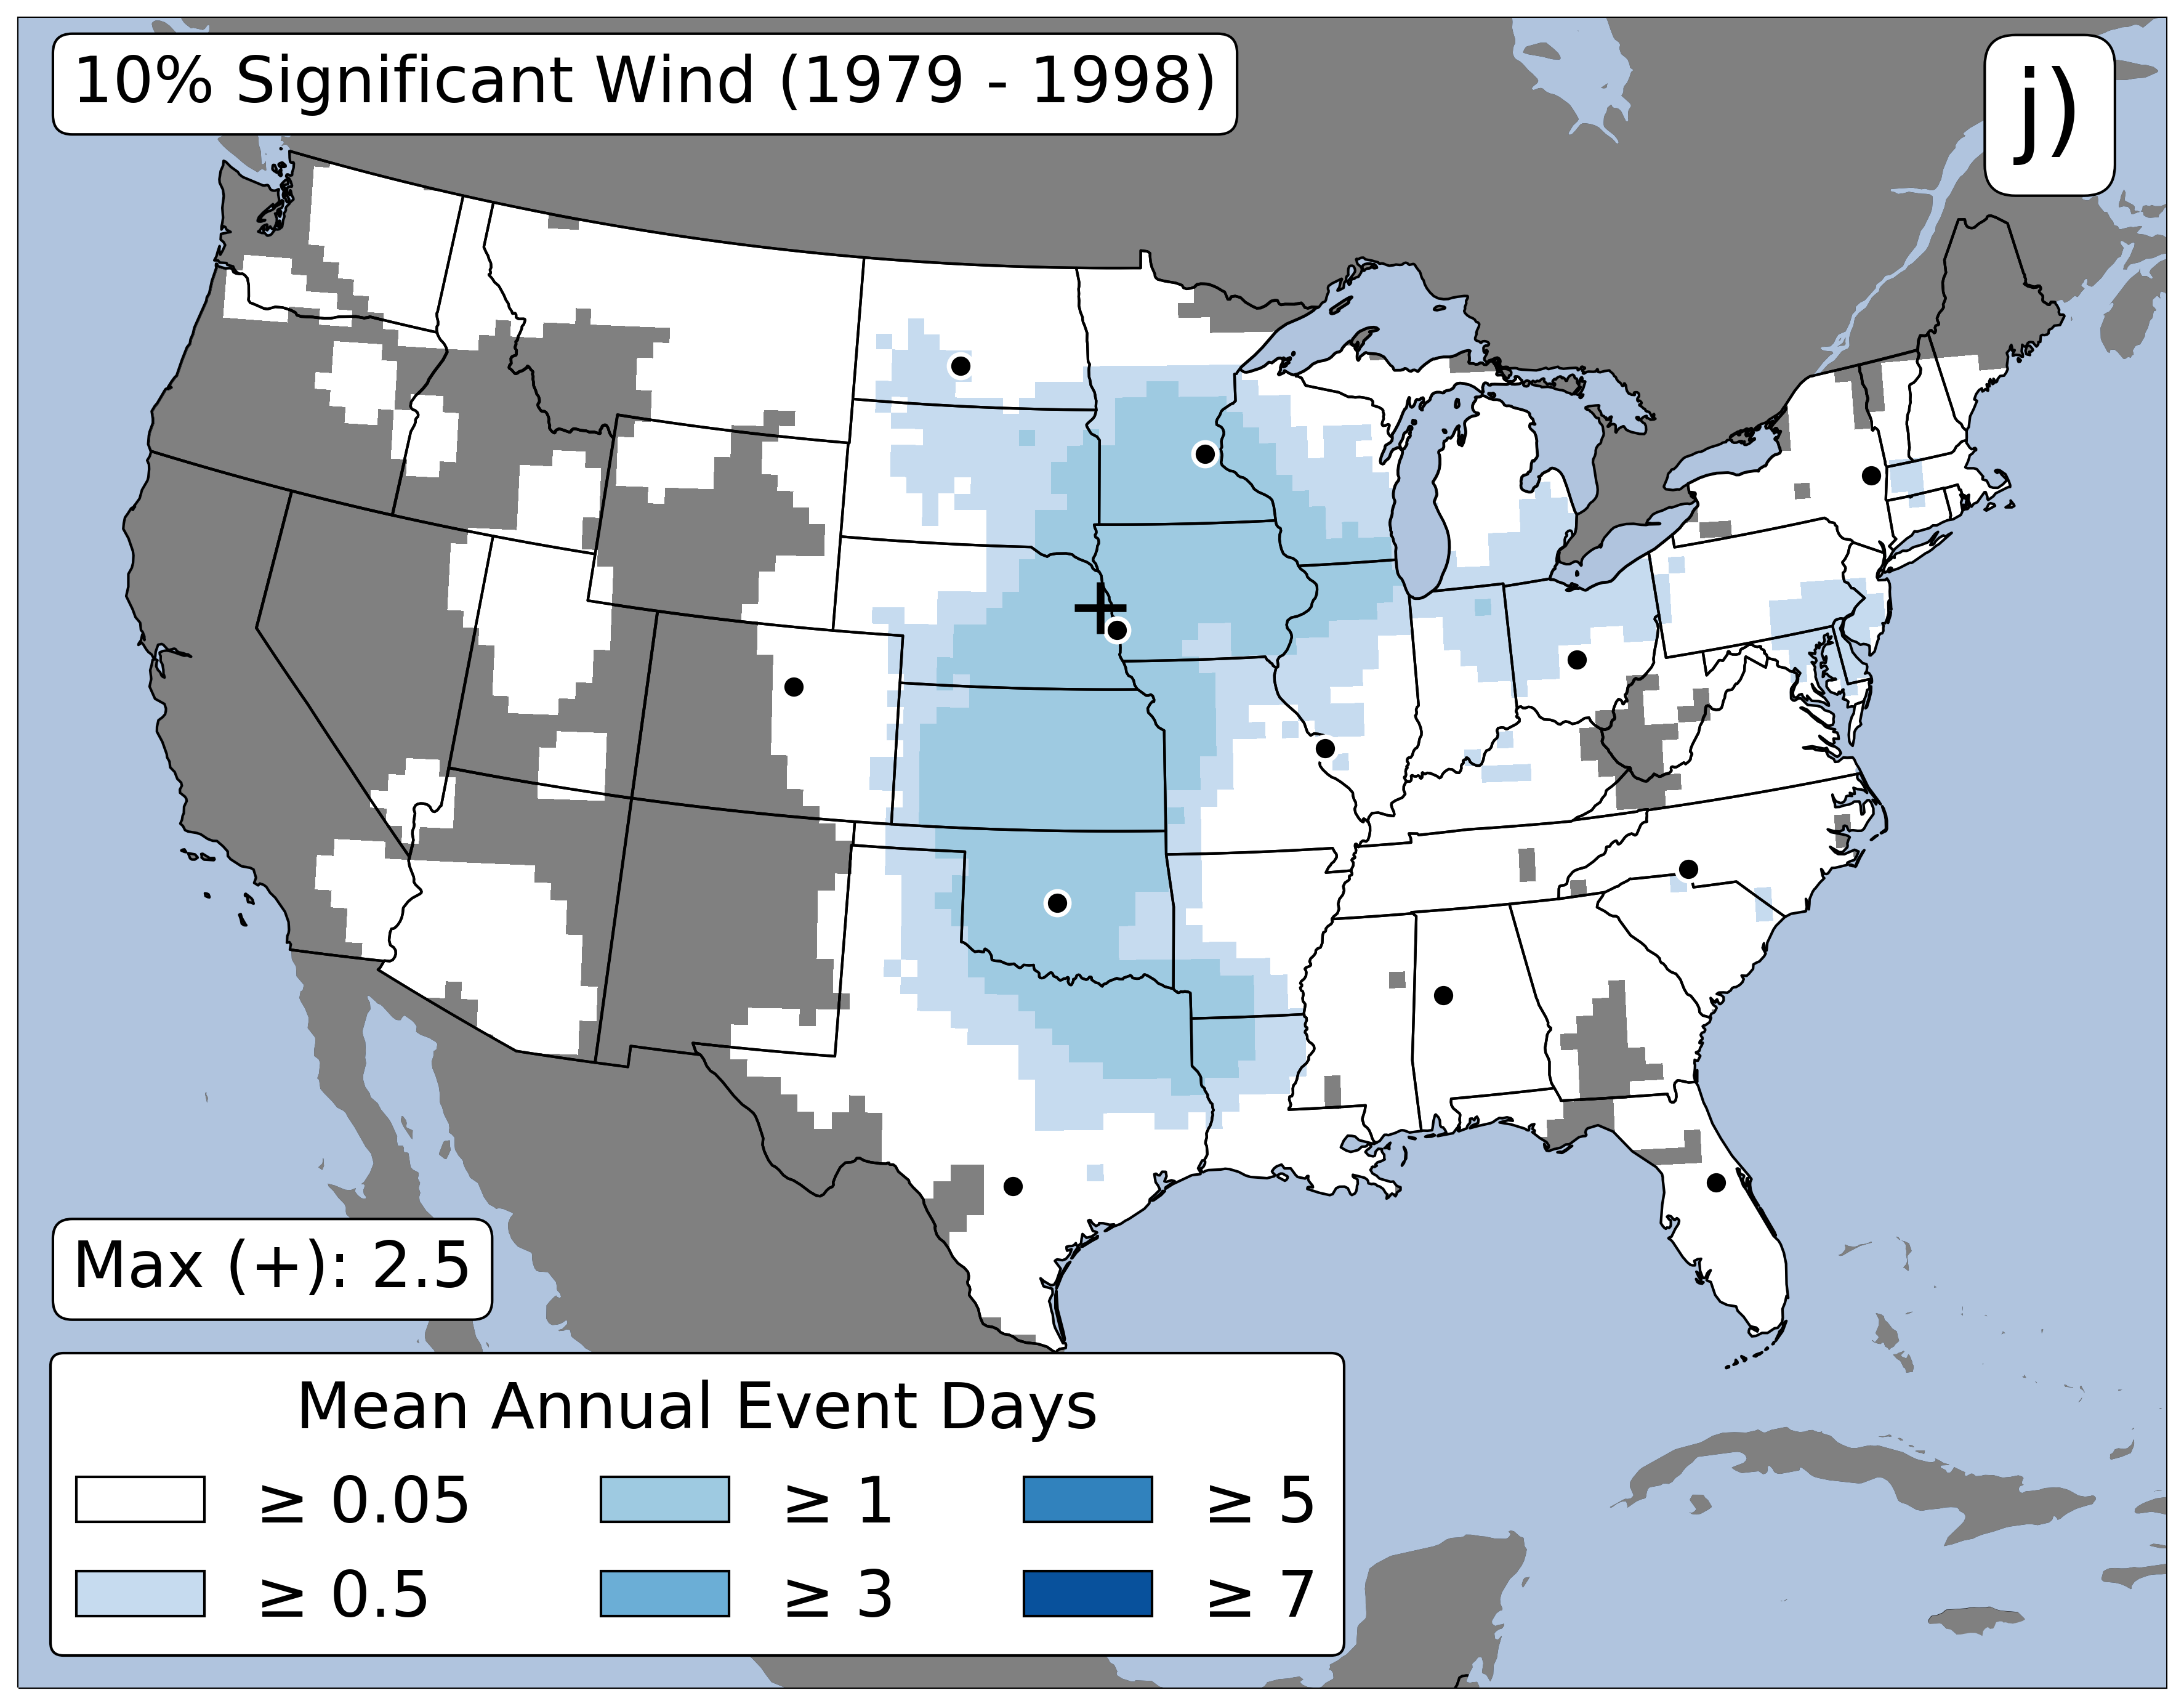 10% Significant Wind (1979 - 1998)
j)
Max (+): 2.5
Mean Annual Event Days
≥ 0.05
≥ 1
≥ 5
≥ 0.5
≥ 3
≥ 7